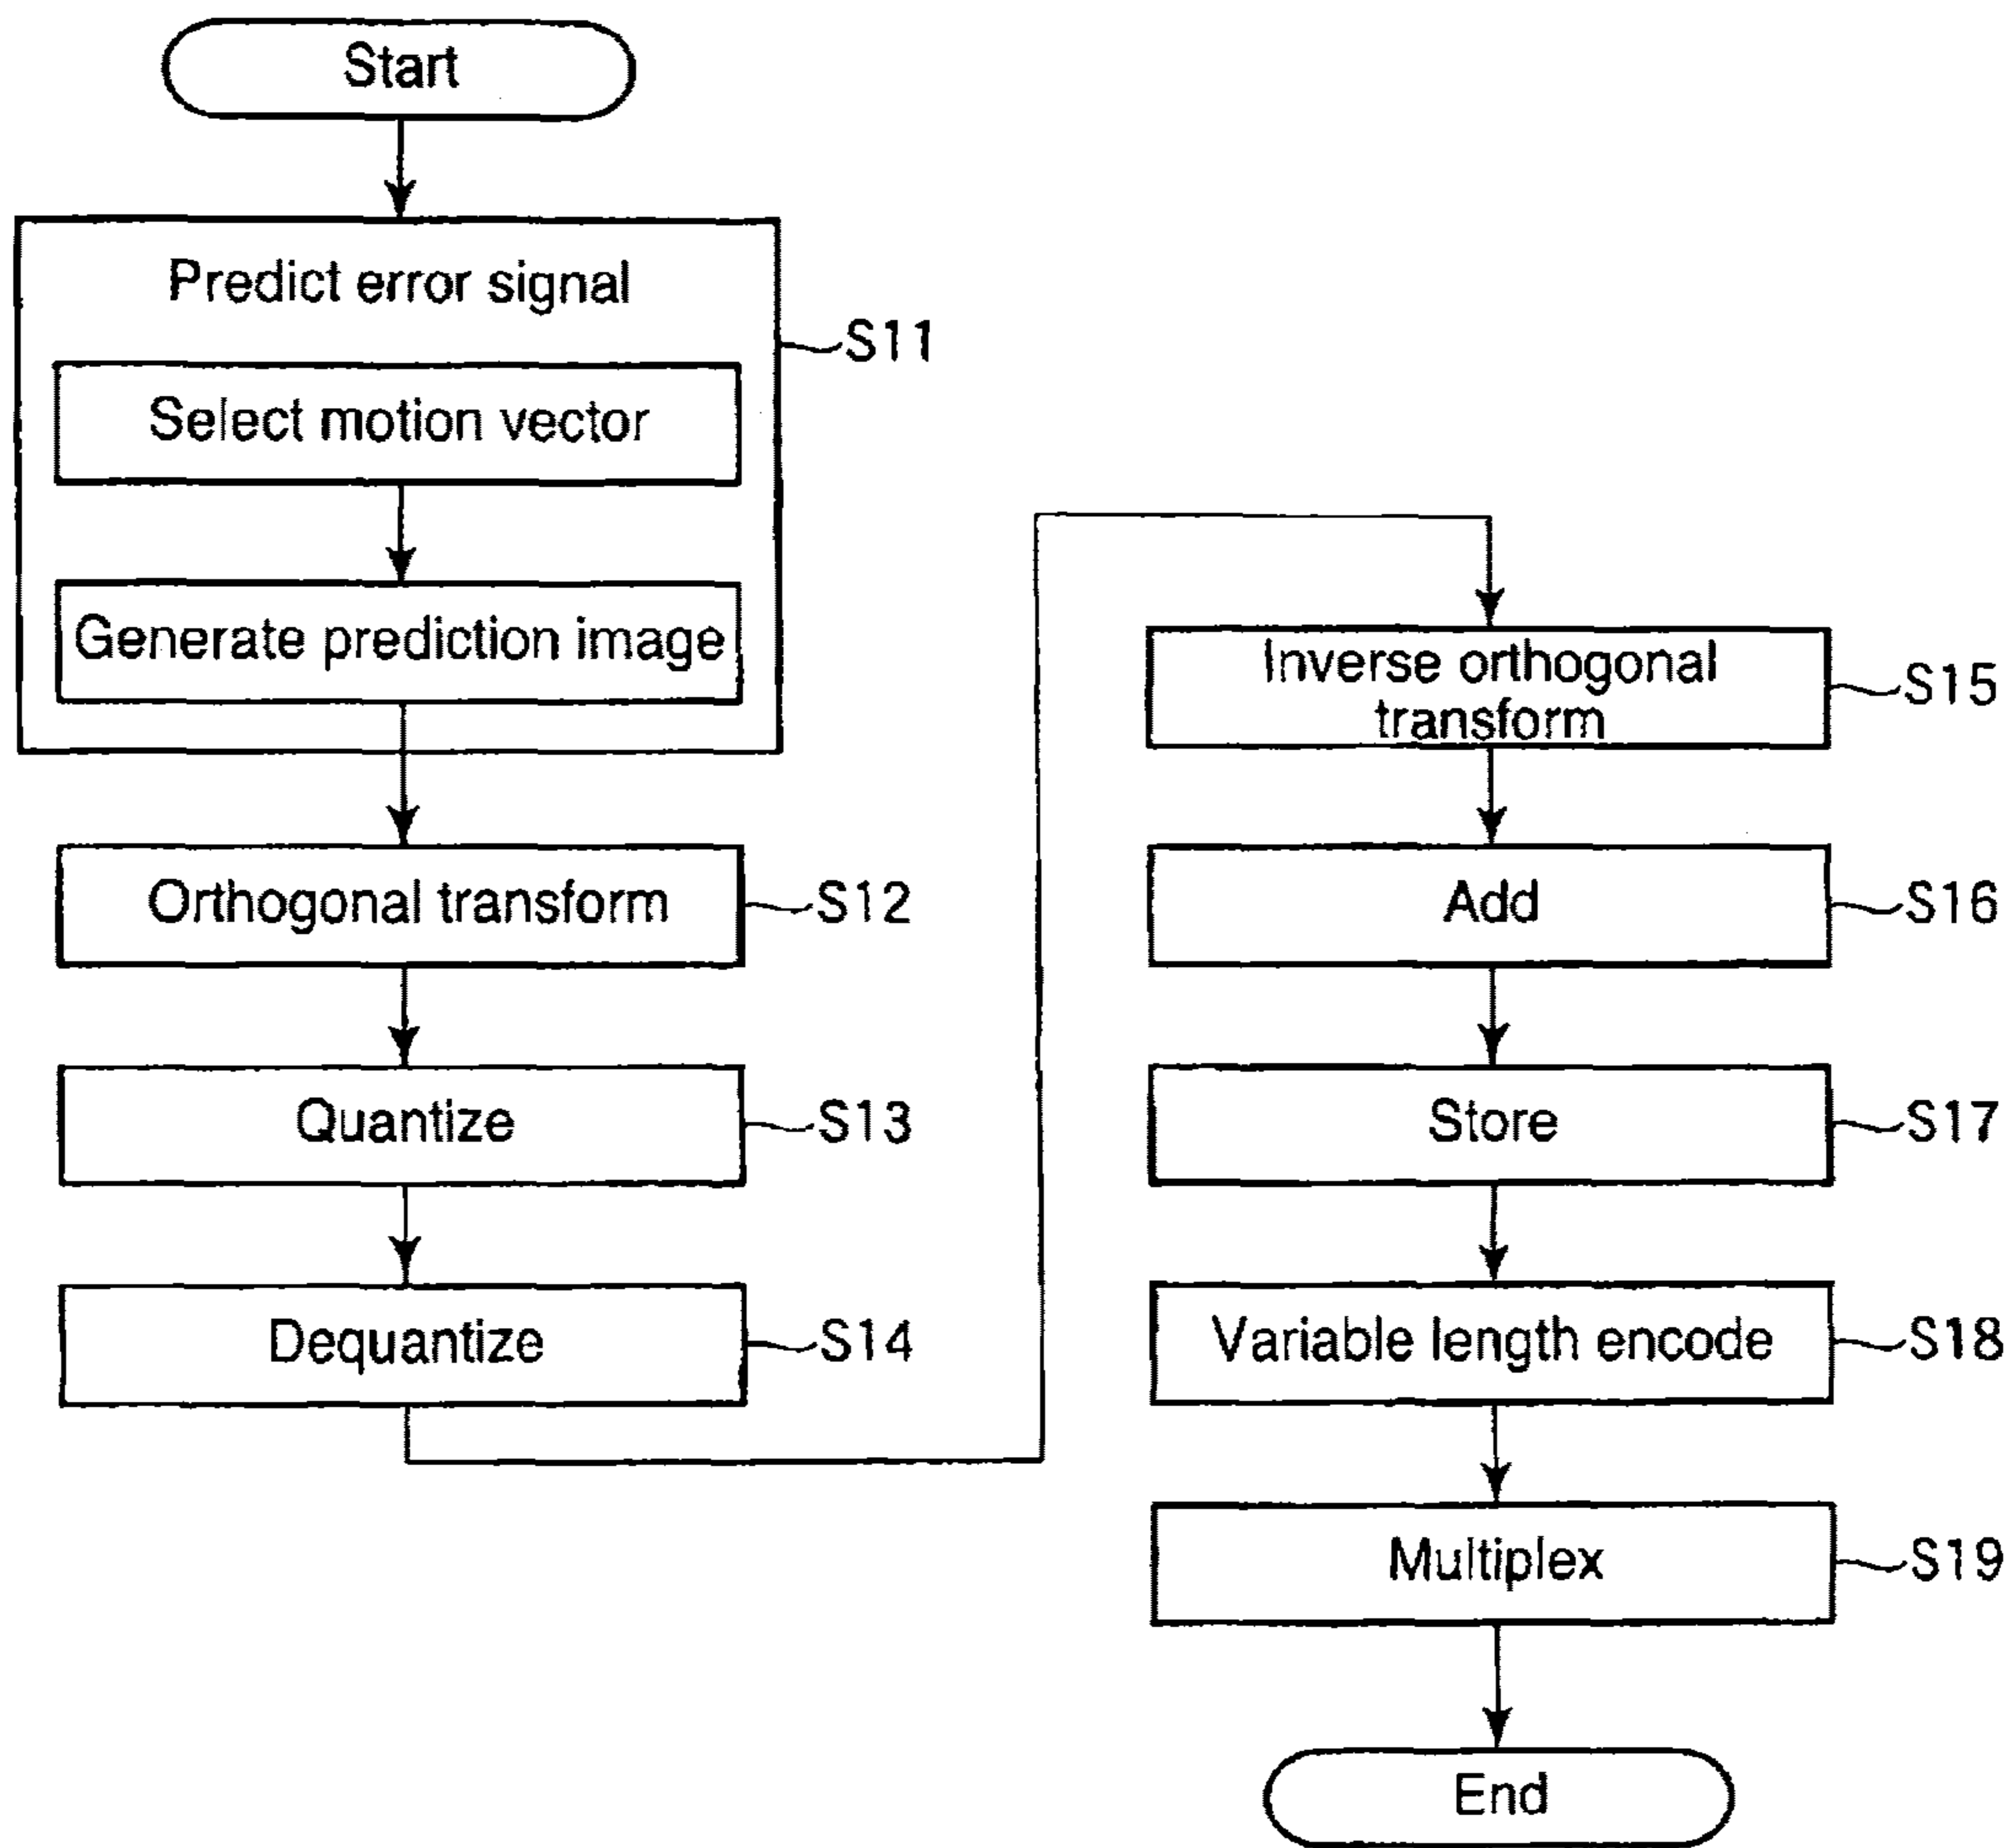 Start
Predict error signal
S11
Select motion vector
Generate prediction image
Orthogonal transform
S12
Quantize
S13
Dequantize
S14
Inverse orthogonal
transform
S15
Add
S16
Store
S17
Variable length encode
S18
Multiplex
S19
End